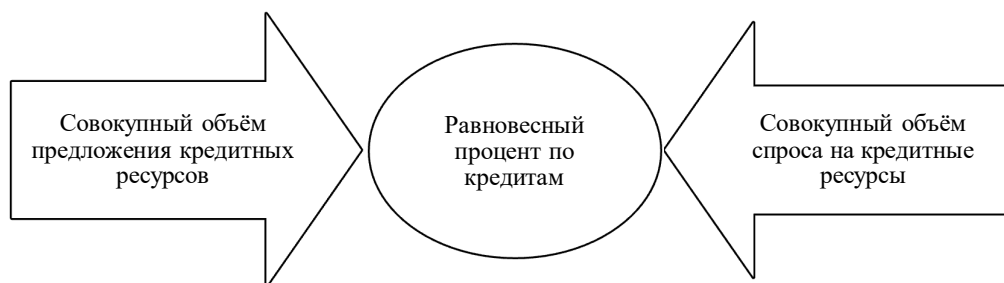 Совокупный объём
предложения кредитных
ресурсов
Равновесный
процент по
кредитам
Совокупный объём
спроса на кредитные
ресурсы